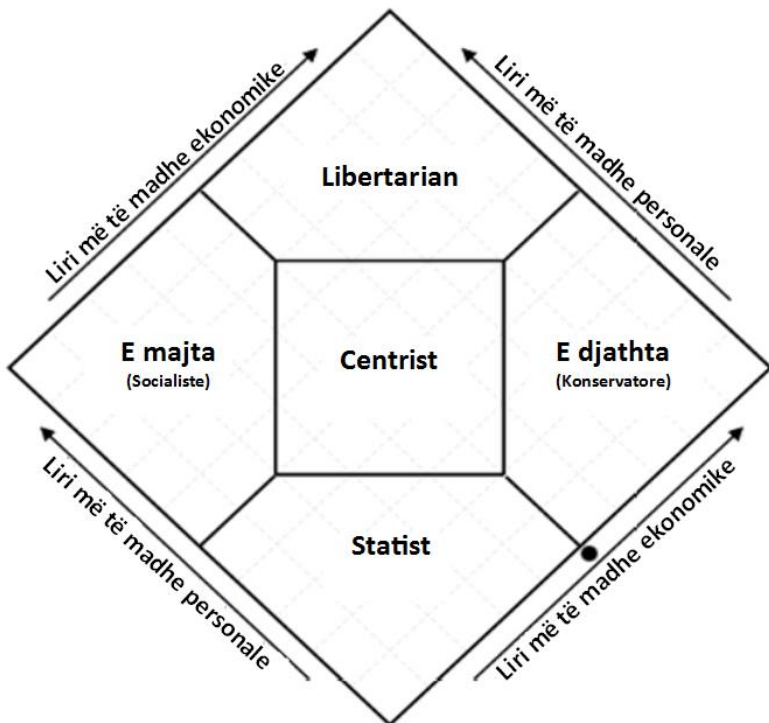 Liri më të madhe ekonomike
Liri më të madhe personale
Libertarian
E majta
(Socialiste)
Centrist
E djathta
(Konservatore)
Statist
Liri më të madhe personale
Liri më të madhe ekonomike